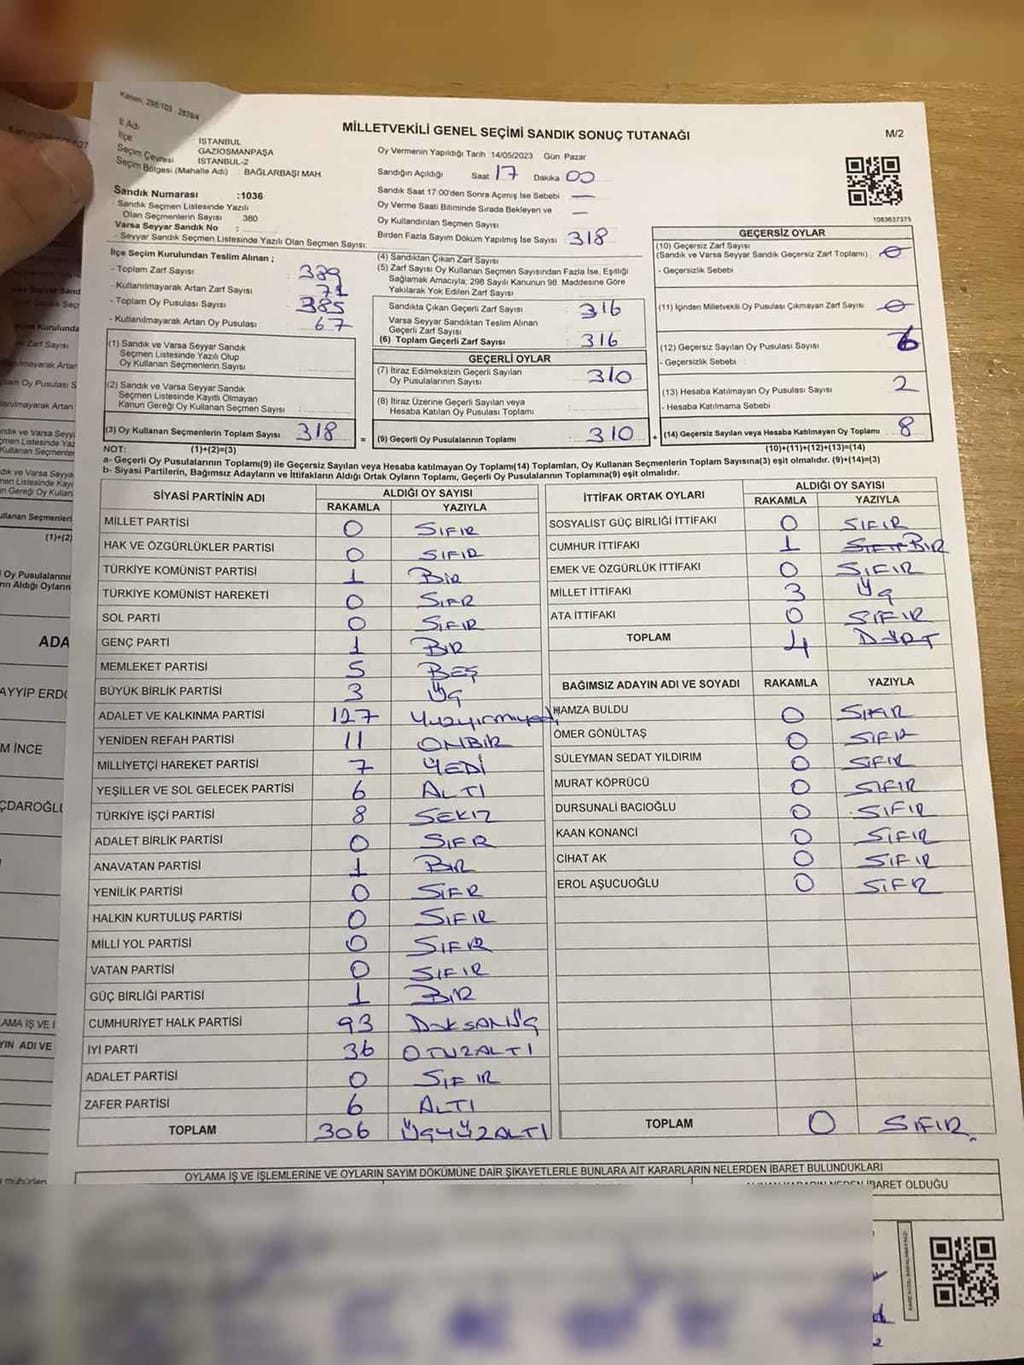 Kanun, 298/103 - 2839/4
MİLLETVEKİLİ GENEL SEÇİMİ SANDIK SONUÇ TUTANAĞI
M/2
İl Adı
İSTANBUL
İlçe
GAZİOSMANPAŞA
Seçim Çevresi
İSTANBUL-2
Seçim Bölgesi (Mahalle Adı) : BAĞLARBAŞI MAH
Oy Vermenin Yapıldığı Tarih 14/05/2023 Gün Pazar
Sandığın Açıldığı Saat 17 Dakika 00
Sandık Saat 17:00'den Sonra Açmış İse Sebebi —
Oy Verme Saati Bitiminde Sırada Bekleyen ve
Oy Kullandırılan Seçmen Sayısı —
Birden Fazla Sayım Döküm Yapılmış İse Sayısı 318
1083637375
Sandık Numarası :1036
- Sandık Seçmen Listesinde Yazılı
Olan Seçmenlerin Sayısı 380
Varsa Seyyar Sandık No :
- Seyyar Sandık Seçmen Listesinde Yazılı Olan Seçmen Sayısı:
İlçe Seçim Kurulundan Teslim Alınan ;
- Toplam Zarf Sayısı : 389
- Kullanılmayarak Artan Zarf Sayısı : 71
- Toplam Oy Pusulası Sayısı : 385
- Kullanılmayarak Artan Oy Pusulası : 67
(1) Sandık ve Varsa Seyyar Sandık
Seçmen Listesinde Yazılı Olup
Oy Kullanan Seçmenlerin Sayısı
(2) Sandık ve Varsa Seyyar Sandık
Seçmen Listesinde Kayıtlı Olmayan
Kanun Gereği Oy Kullanan Seçmen Sayısı
(3) Oy Kullanan Seçmenlerin Toplam Sayısı 318
(4) Sandıktan Çıkan Zarf Sayısı
(5) Zarf Sayısı Oy Kullanan Seçmen Sayısından Fazla İse, Eşitliği
Sağlamak Amacıyla; 298 Sayılı Kanunun 98. Maddesine Göre
Yakılarak Yok Edilen Zarf Sayısı
Sandıkta Çıkan Geçerli Zarf Sayısı : 316
Varsa Seyyar Sandıktan Teslim Alınan
Geçerli Zarf Sayısı
(6) Toplam Geçerli Zarf Sayısı : 316
GEÇERLİ OYLAR
(7) İtiraz Edilmeksizin Geçerli Sayılan
Oy Pusulalarının Sayısı : 310
(8) İtiraz Üzerine Geçerli Sayılan veya
Hesaba Katılan Oy Pusulası Toplamı
= (9) Geçerli Oy Pusulalarının Toplamı 310
GEÇERSİZ OYLAR
(10) Geçersiz Zarf Sayısı
(Sandık ve Varsa Seyyar Sandık Geçersiz Zarf Toplamı) : 0
- Geçersizlik Sebebi
(11) İçinden Milletvekili Oy Pusulası Çıkmayan Zarf Sayısı 0
(12) Geçersiz Sayılan Oy Pusulası Sayısı : 6
- Geçersizlik Sebebi :
(13) Hesaba Katılmayan Oy Pusulası Sayısı : 2
- Hesaba Katılmama Sebebi
+ (14) Geçersiz Sayılan veya Hesaba Katılmayan Oy Toplamı 8
NOT: (1)+(2)=(3)
(10)+(11)+(12)+(13)=(14)
a- Geçerli Oy Pusulalarının Toplamı(9) ile Geçersiz Sayılan veya Hesaba katılmayan Oy Toplamı(14) Toplamları, Oy Kullanan Seçmenlerin Toplam Sayısına(3) eşit olmalıdır. (9)+(14)=(3)
b- Siyasi Partilerin, Bağımsız Adayların ve İttifakların Aldığı Ortak Oyların Toplamı, Geçerli Oy Pusulalarının Toplamına(9) eşit olmalıdır.
SİYASİ PARTİNİN ADI ALDIĞI OY SAYISI
RAKAMLA YAZIYLA
MİLLET PARTİSİ 0 SIFIR
HAK VE ÖZGÜRLÜKLER PARTİSİ 0 SIFIR
TÜRKİYE KOMÜNİST PARTİSİ 1 BİR
TÜRKİYE KOMÜNİST HAREKETİ 0 SIFR
SOL PARTİ 0 SIFIR
GENÇ PARTİ 1 BIR
MEMLEKET PARTİSİ 5 BEŞ
BÜYÜK BİRLİK PARTİSİ 3 ÜÇ
ADALET VE KALKINMA PARTİSİ 127 Yüzyirmiyedi
YENİDEN REFAH PARTİSİ 11 ONBİR
MİLLİYETÇİ HAREKET PARTİSİ 7 YEDİ
YEŞİLLER VE SOL GELECEK PARTİSİ 6 ALTI
TÜRKİYE İŞÇİ PARTİSİ 8 SEKİZ
ADALET BİRLİK PARTİSİ 0 SIFR
ANAVATAN PARTİSİ 1 BIR
YENİLİK PARTİSİ 0 SIFR
HALKIN KURTULUŞ PARTİSİ 0 SIFIR
MİLLİ YOL PARTİSİ 0 SIFIR
VATAN PARTİSİ 0 SIFIR
GÜÇ BİRLİĞİ PARTİSİ 1 BİR
CUMHURİYET HALK PARTİSİ 93 DOKSANÜÇ
İYİ PARTİ 36 OTUZALTI
ADALET PARTİSİ 0 SIFIR
ZAFER PARTİSİ 6 ALTI
TOPLAM 306 ÜÇYÜZALTI
İTTİFAK ORTAK OYLARI ALDIĞI OY SAYISI
RAKAMLA YAZIYLA
SOSYALİST GÜÇ BİRLİĞİ İTTİFAKI 0 SIFIR
CUMHUR İTTİFAKI 1 SIFIR BIR
EMEK VE ÖZGÜRLÜK İTTİFAKI 0 SIFIR
MİLLET İTTİFAKI 3 Üç
ATA İTTİFAKI 0 SIFIR
TOPLAM 4 DÖRT
BAĞIMSIZ ADAYIN ADI VE SOYADI RAKAMLA YAZIYLA
HAMZA BULDU 0 SIFIR
ÖMER GÖNÜLTAŞ 0 SIFIR
SÜLEYMAN SEDAT YILDIRIM 0 SIFIR
MURAT KÖPRÜCÜ 0 SIFIR
DURSUNALİ BACIOĞLU 0 SIFIR
KAAN KONANCİ 0 SIFIR
CİHAT AK 0 SIFIR
EROL AŞUCUOĞLU 0 SIFR
TOPLAM 0 SIFIR
OYLAMA İŞ VE İŞLEMLERİNE VE OYLARIN SAYIM DÖKÜMÜNE DAİR ŞİKAYETLERLE BUNLARA AİT KARARLARIN NELERDEN İBARET BULUNDUKLARI
İBARET OLDUĞU